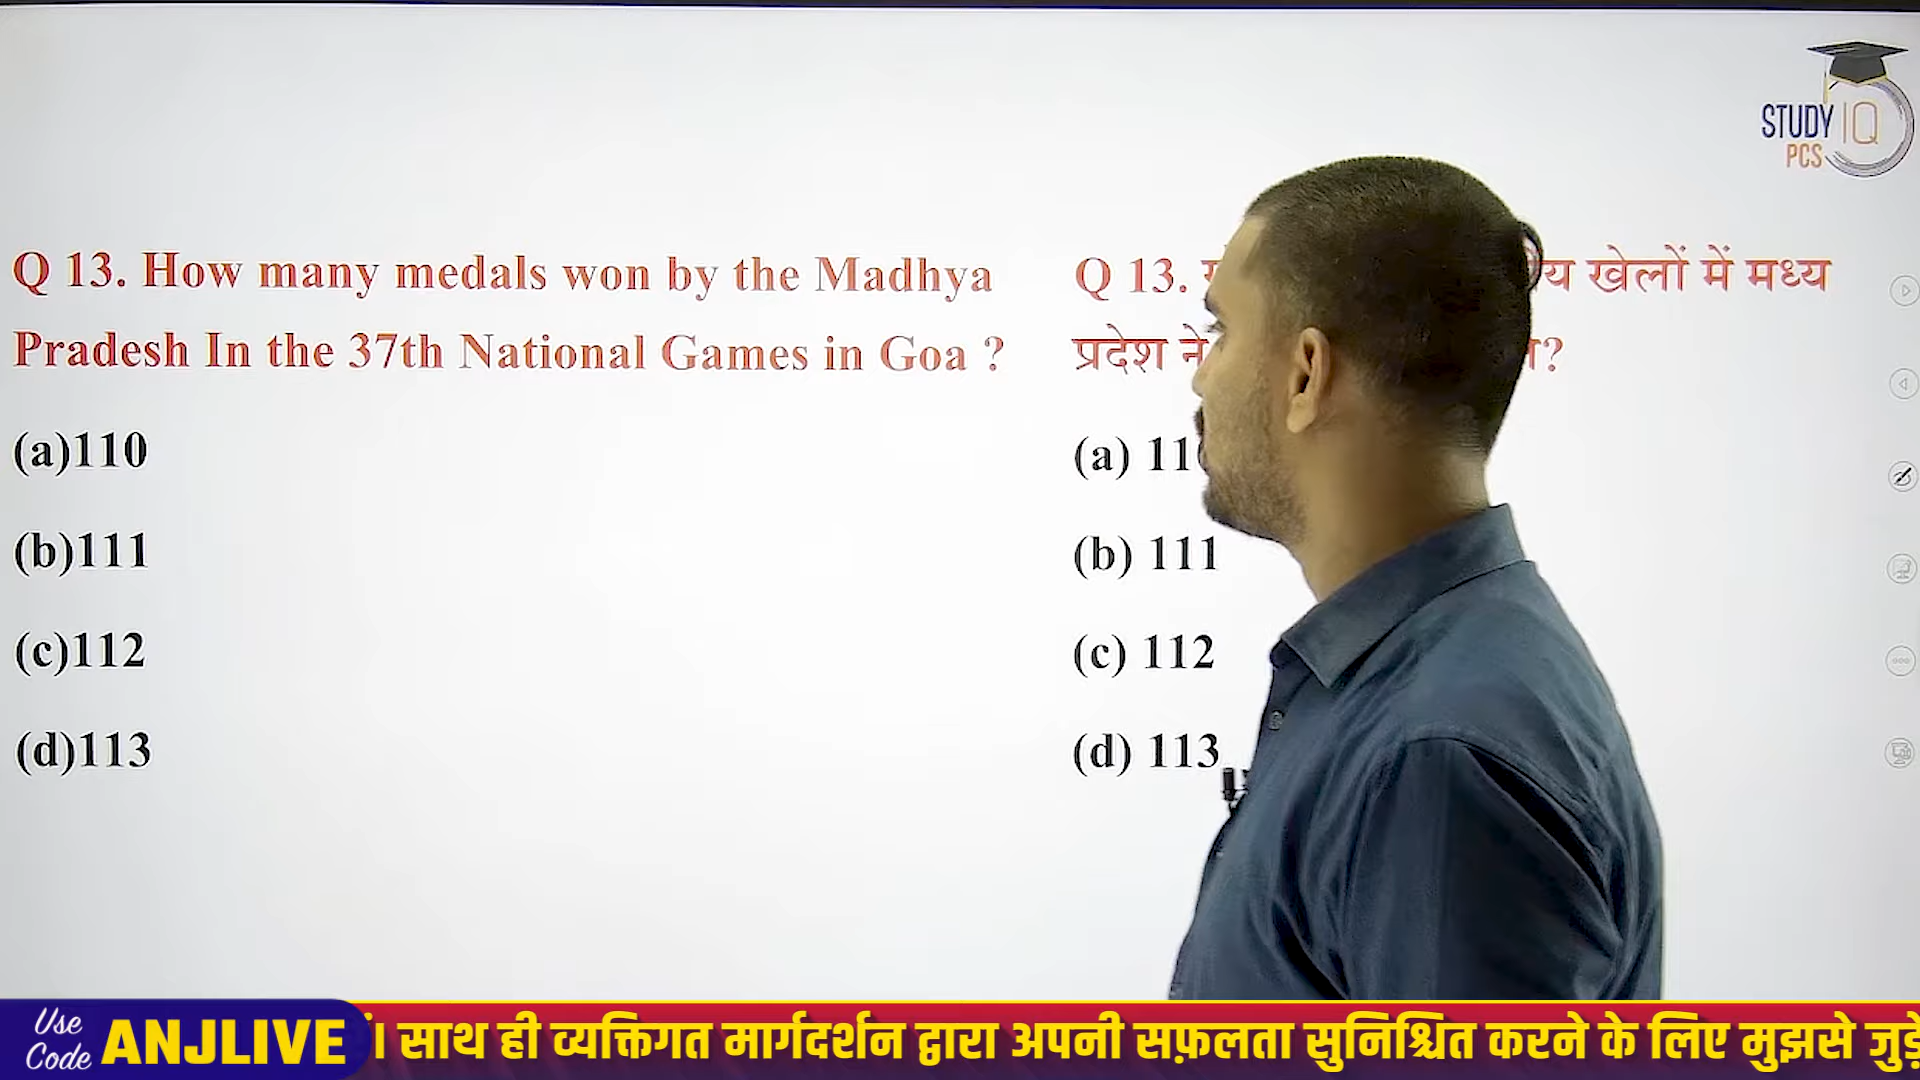 STUDY IQ
PCS
Q 13. How many medals won by the Madhya
Pradesh In the 37th National Games in Goa ?
(a)110
(b)111
(c)112
(d)113
Q 13. खेलों में मध्य
प्रदेश ने ?
(a) 11
(b) 111
(c) 112
(d) 113
Use
Code ANJLIVE
। साथ ही व्यक्तिगत मार्गदर्शन द्वारा अपनी सफ़लता सुनिश्चित करने के लिए मुझसे जुड़े